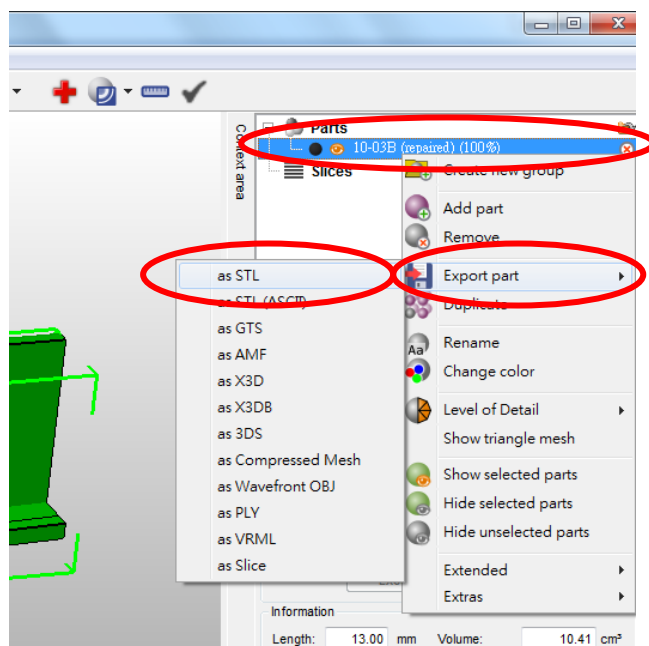 Context area
Parts
10-03B (repaired) (100%)
Slices
Create new group
Add part
Remove
Export part
Duplicate
Aa
Rename
Change color
Level of Detail
Show triangle mesh
Show selected parts
Hide selected parts
Hide unselected parts
Extended
Extras
as STL
as STL (ASCII)
as GTS
as AMF
as X3D
as X3DB
as 3DS
as Compressed Mesh
as Wavefront OBJ
as PLY
as VRML
as Slice
Information
Length: 13.00 mm Volume: 10.41 cm³